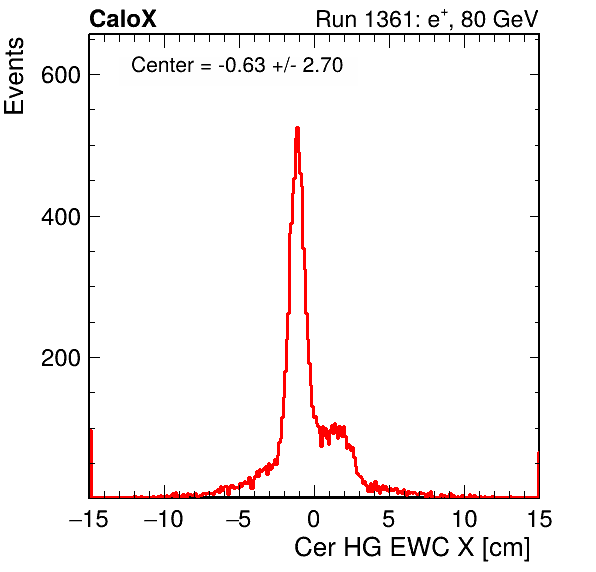 CaloX Run 1361: e⁺, 80 GeV
Center = -0.63 +/- 2.70
Events
600
400
200
−15 −10 −5 0 5 10 15
Cer HG EWC X [cm]